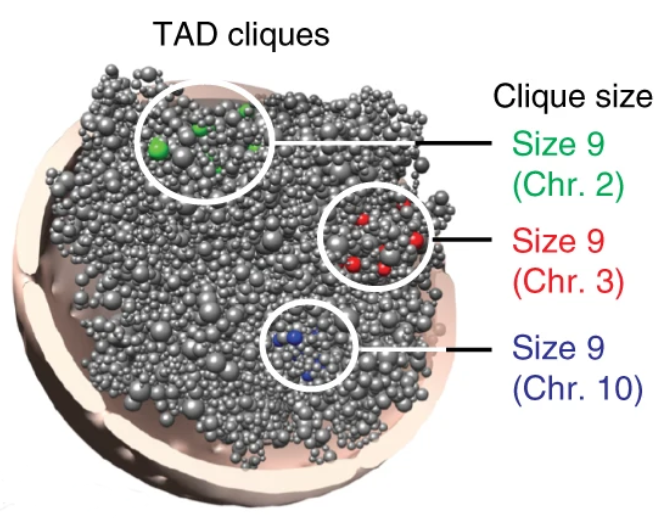 TAD cliques
Clique size
Size 9
(Chr. 2)
Size 9
(Chr. 3)
Size 9
(Chr. 10)